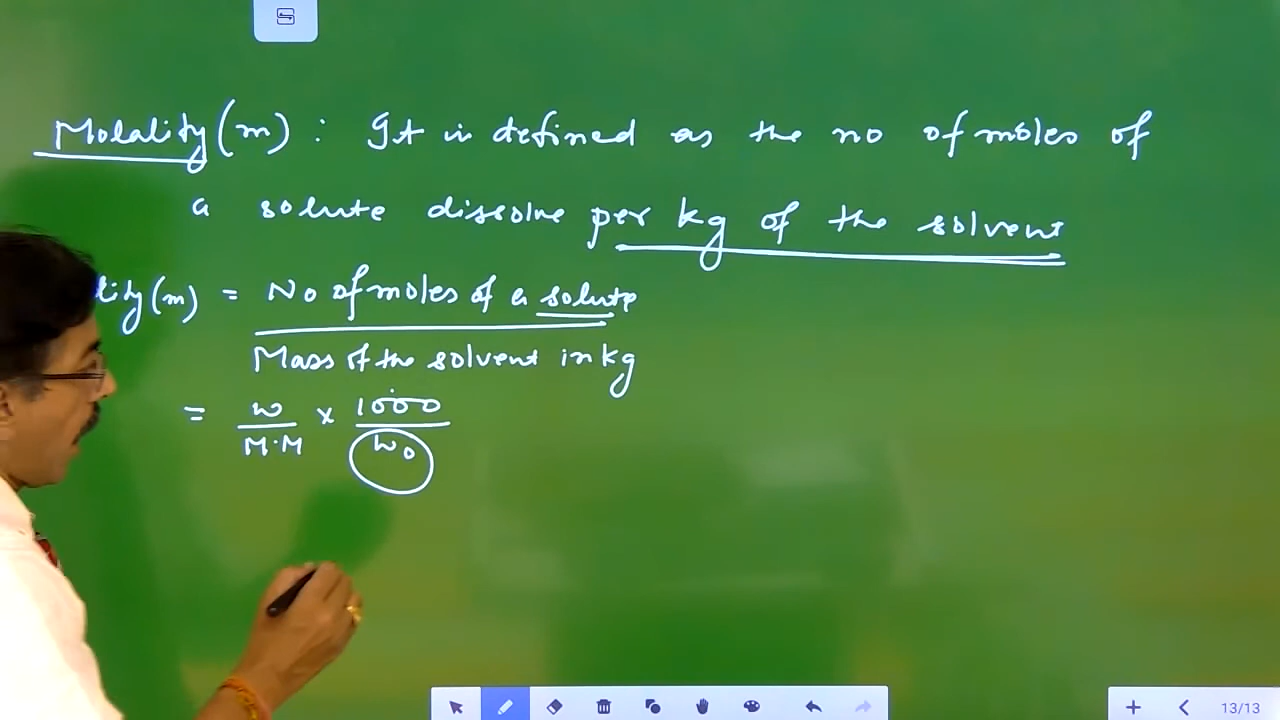 Molality (m) : It is defined as the no of moles of
a solute dissolve per kg of the solvent
lity (m) = No of moles of a solute
Mass of the solvent in kg
= w × 1000
M.M w₀
13/13